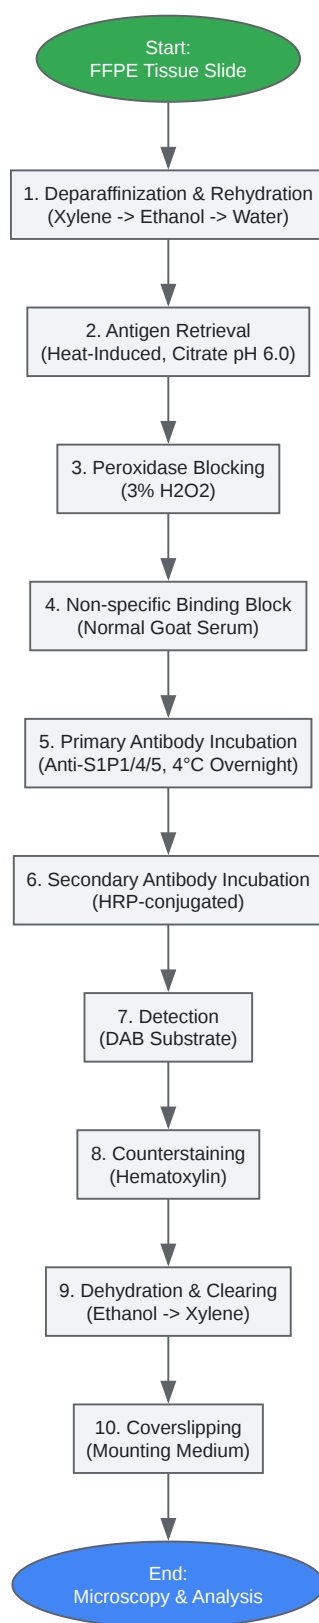 Start:
FFPE Tissue Slide
1. Deparaffinization & Rehydration
(Xylene -> Ethanol -> Water)
2. Antigen Retrieval
(Heat-Induced, Citrate pH 6.0)
3. Peroxidase Blocking
(3% H2O2)
4. Non-specific Binding Block
(Normal Goat Serum)
5. Primary Antibody Incubation
(Anti-S1P1/4/5, 4°C Overnight)
6. Secondary Antibody Incubation
(HRP-conjugated)
7. Detection
(DAB Substrate)
8. Counterstaining
(Hematoxylin)
9. Dehydration & Clearing
(Ethanol -> Xylene)
10. Coverslipping
(Mounting Medium)
End:
Microscopy & Analysis